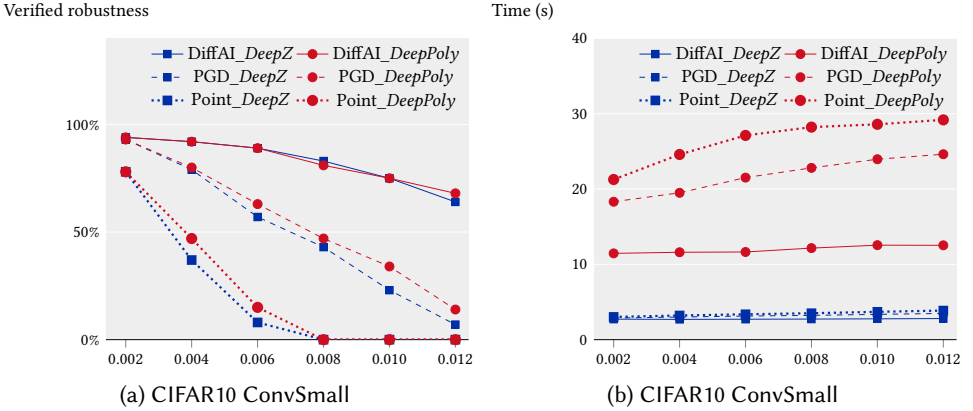 Verified robustness
DiffAI_DeepZ DiffAI_DeepPoly
PGD_DeepZ PGD_DeepPoly
Point_DeepZ Point_DeepPoly
100%
50%
0%
0.002 0.004 0.006 0.008 0.010 0.012
(a) CIFAR10 ConvSmall
Time (s)
40
DiffAI_DeepZ DiffAI_DeepPoly
PGD_DeepZ PGD_DeepPoly
Point_DeepZ Point_DeepPoly
30
20
10
0
0.002 0.004 0.006 0.008 0.010 0.012
(b) CIFAR10 ConvSmall